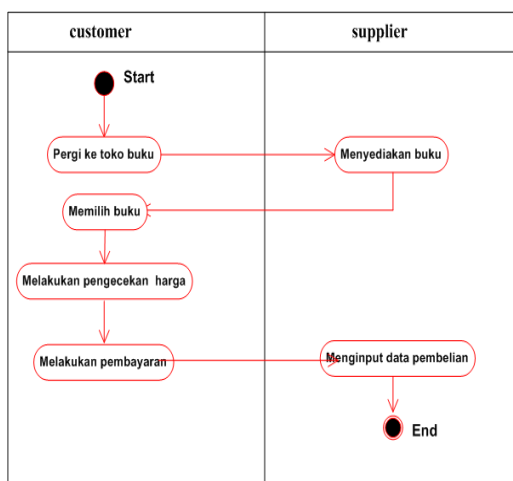 customer
supplier
Start
Pergi ke toko buku
Menyediakan buku
Memilih buku
Melakukan pengecekan harga
Melakukan pembayaran
Menginput data pembelian
End